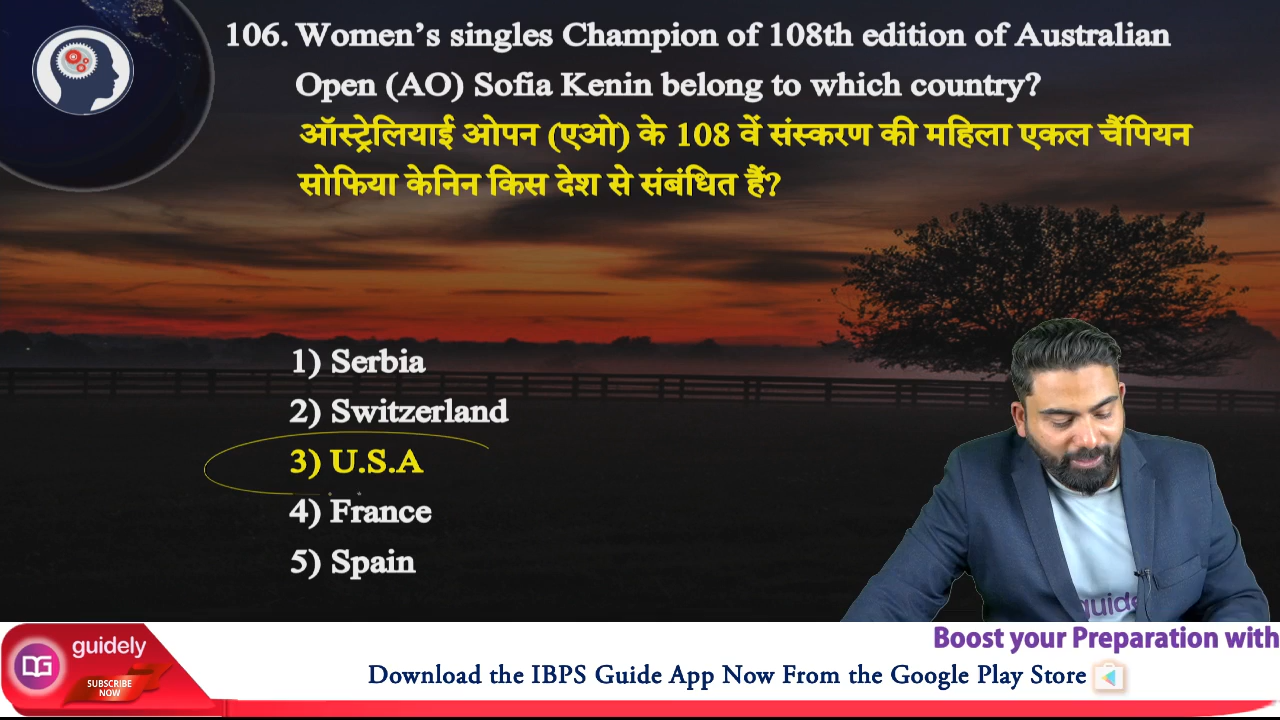 106. Women's singles Champion of 108th edition of Australian
Open (AO) Sofia Kenin belong to which country?
ऑस्ट्रेलियाई ओपन (एओ) के 108 वें संस्करण की महिला एकल चैंपियन
सोफिया केनिन किस देश से संबंधित हैं?
1) Serbia
2) Switzerland
3) U.S.A
4) France
5) Spain
guide
guidely
SUBSCRIBE
NOW
Boost your Preparation with
Download the IBPS Guide App Now From the Google Play Store